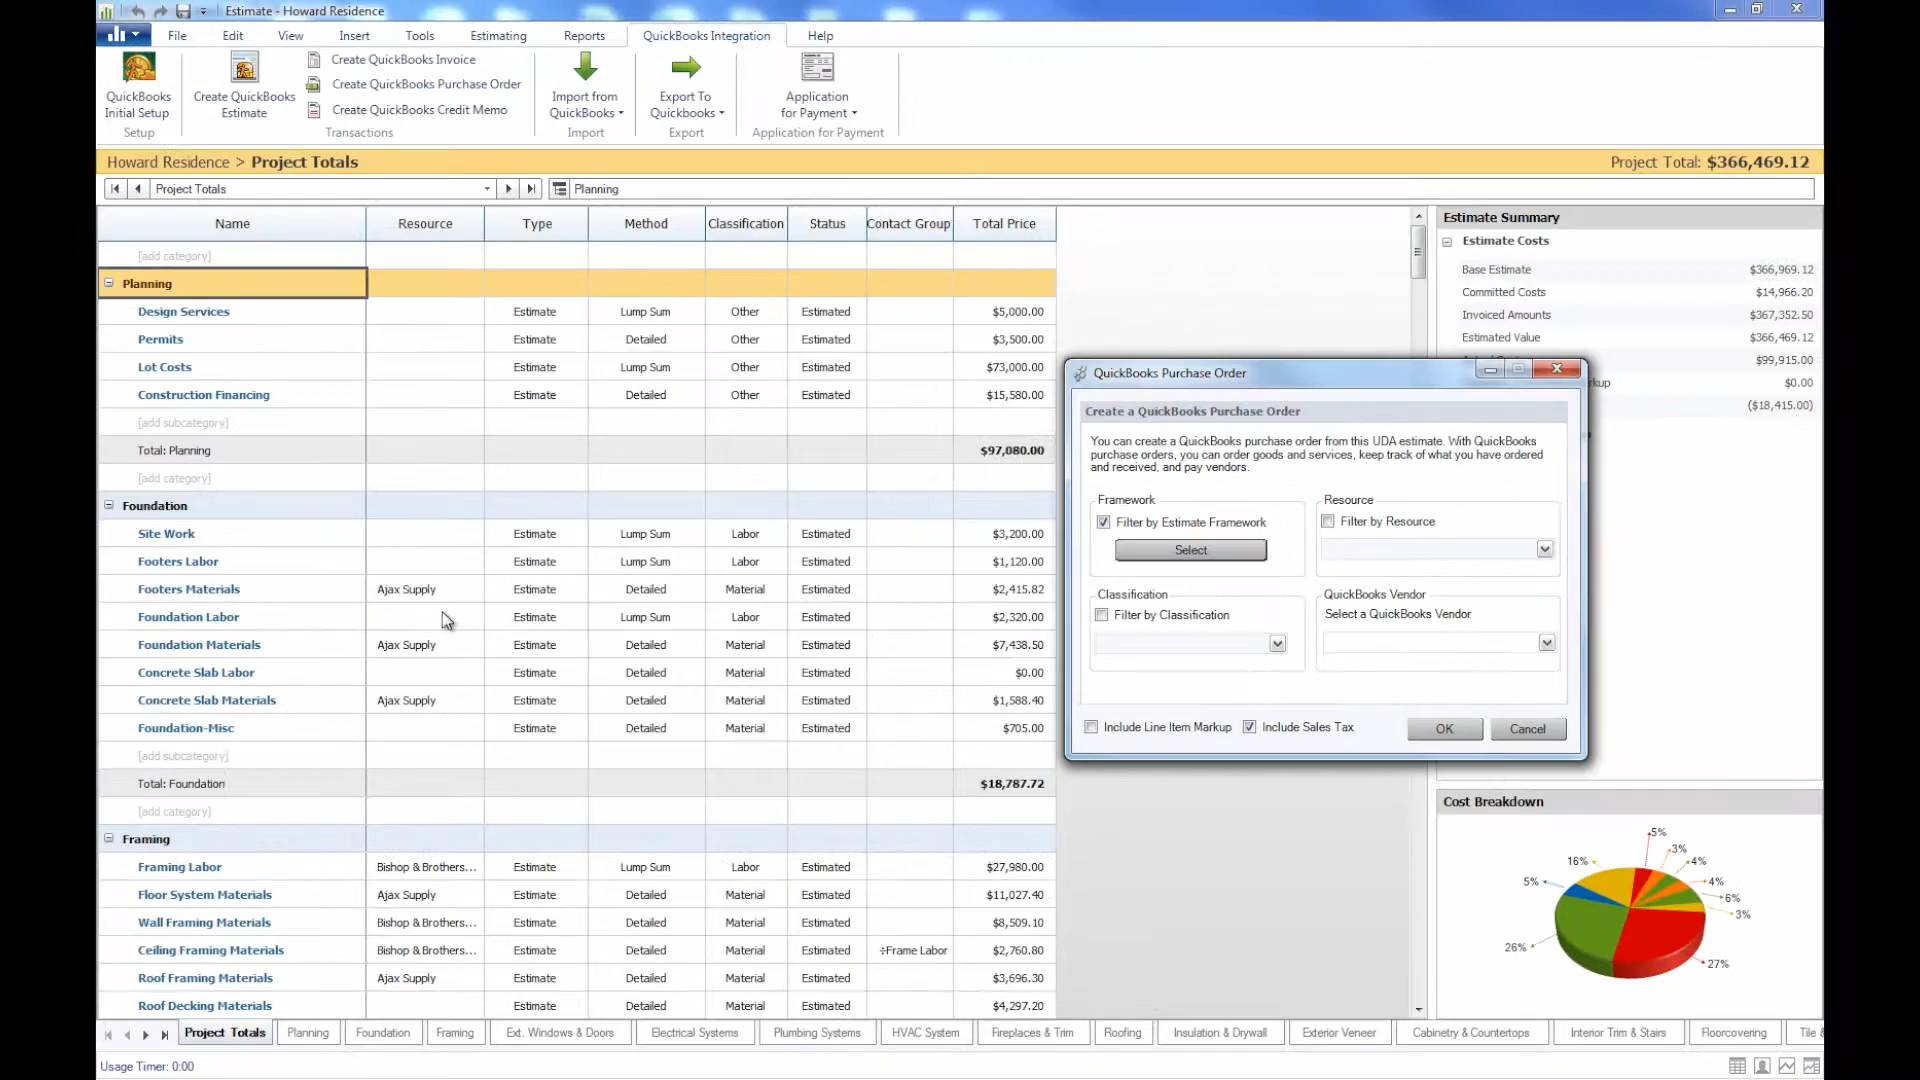 Estimate - Howard Residence
File Edit View Insert Tools Estimating Reports QuickBooks Integration Help
QuickBooks Initial Setup
Setup
Create QuickBooks Estimate
Create QuickBooks Invoice
Create QuickBooks Purchase Order
Create QuickBooks Credit Memo
Transactions
Import from QuickBooks
Import
Export To Quickbooks
Export
Application for Payment
Application for Payment
Howard Residence > Project Totals Project Total: $366,469.12
Project Totals Planning
Name Resource Type Method Classification Status Contact Group Total Price
[add category]
Planning
Design Services Estimate Lump Sum Other Estimated $5,000.00
Permits Estimate Detailed Other Estimated $3,500.00
Lot Costs Estimate Lump Sum Other Estimated $73,000.00
Construction Financing Estimate Detailed Other Estimated $15,580.00
[add subcategory]
Total: Planning $97,080.00
[add category]
Foundation
Site Work Estimate Lump Sum Labor Estimated $3,200.00
Footers Labor Estimate Lump Sum Labor Estimated $1,120.00
Footers Materials Ajax Supply Estimate Detailed Material Estimated $2,415.82
Foundation Labor Estimate Lump Sum Labor Estimated $2,320.00
Foundation Materials Ajax Supply Estimate Detailed Material Estimated $7,438.50
Concrete Slab Labor Estimate Detailed Material Estimated $0.00
Concrete Slab Materials Ajax Supply Estimate Detailed Material Estimated $1,588.40
Foundation-Misc Estimate Detailed Material Estimated $705.00
[add subcategory]
Total: Foundation $18,787.72
[add category]
Framing
Framing Labor Bishop & Brothers... Estimate Lump Sum Labor Estimated $27,980.00
Floor System Materials Ajax Supply Estimate Detailed Material Estimated $11,027.40
Wall Framing Materials Bishop & Brothers... Estimate Detailed Material Estimated $8,509.10
Ceiling Framing Materials Bishop & Brothers... Estimate Detailed Material Estimated ÷Frame Labor $2,760.80
Roof Framing Materials Ajax Supply Estimate Detailed Material Estimated $3,696.30
Roof Decking Materials Estimate Detailed Material Estimated $4,297.20
Estimate Summary
Estimate Costs
Base Estimate $366,969.12
Committed Costs $14,966.20
Invoiced Amounts $367,352.50
Estimated Value $366,469.12
$99,915.00
$0.00
($18,415.00)
QuickBooks Purchase Order
Create a QuickBooks Purchase Order
You can create a QuickBooks purchase order from this UDA estimate. With QuickBooks
purchase orders, you can order goods and services, keep track of what you have ordered
and received, and pay vendors.
Framework
Filter by Estimate Framework
Select
Resource
Filter by Resource
Classification
Filter by Classification
QuickBooks Vendor
Select a QuickBooks Vendor
Include Line Item Markup Include Sales Tax OK Cancel
Cost Breakdown
5%
3%
4%
4%
6%
3%
27%
26%
5%
16%
Project Totals Planning Foundation Framing Ext. Windows & Doors Electrical Systems Plumbing Systems HVAC System Fireplaces & Trim Roofing Insulation & Drywall Exterior Veneer Cabinetry & Countertops Interior Trim & Stairs Floorcovering Tile &
Usage Timer: 0:00